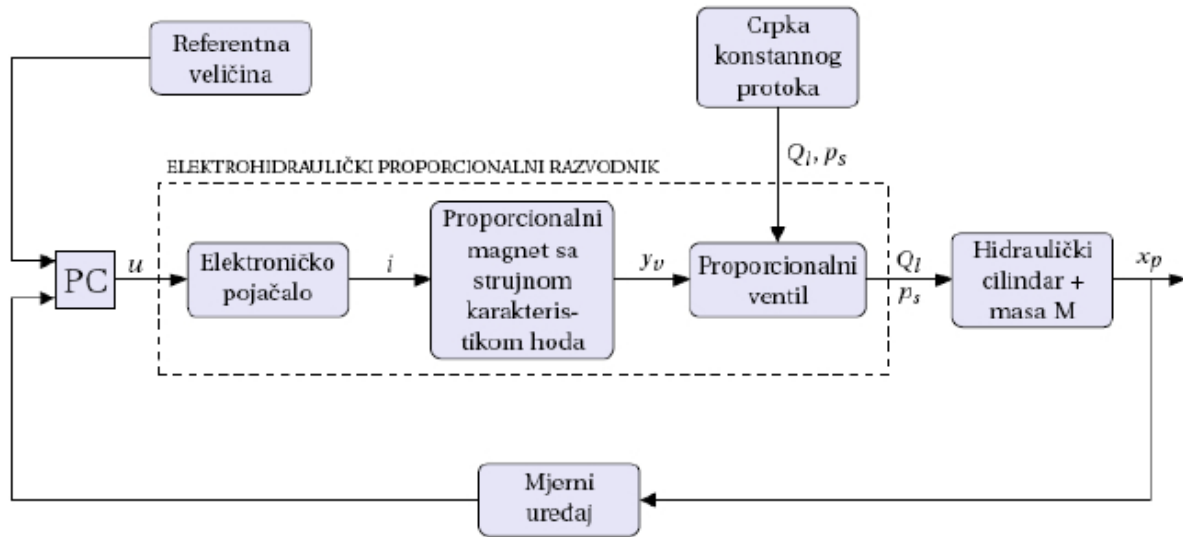 Referentna
veličina
Crpka
konstannog
protoka
Q_l, p_s
ELEKTROHIDRAULIČKI PROPORCIONALNI RAZVODNIK
PC
u
Elektroničko
pojačalo
i
Proporcionalni
magnet sa
strujnom
karakteris-
tikom hoda
y_v
Proporcionalni
ventil
Q_l
p_s
Hidraulički
cilindar +
masa M
x_p
Mjerni
uređaj